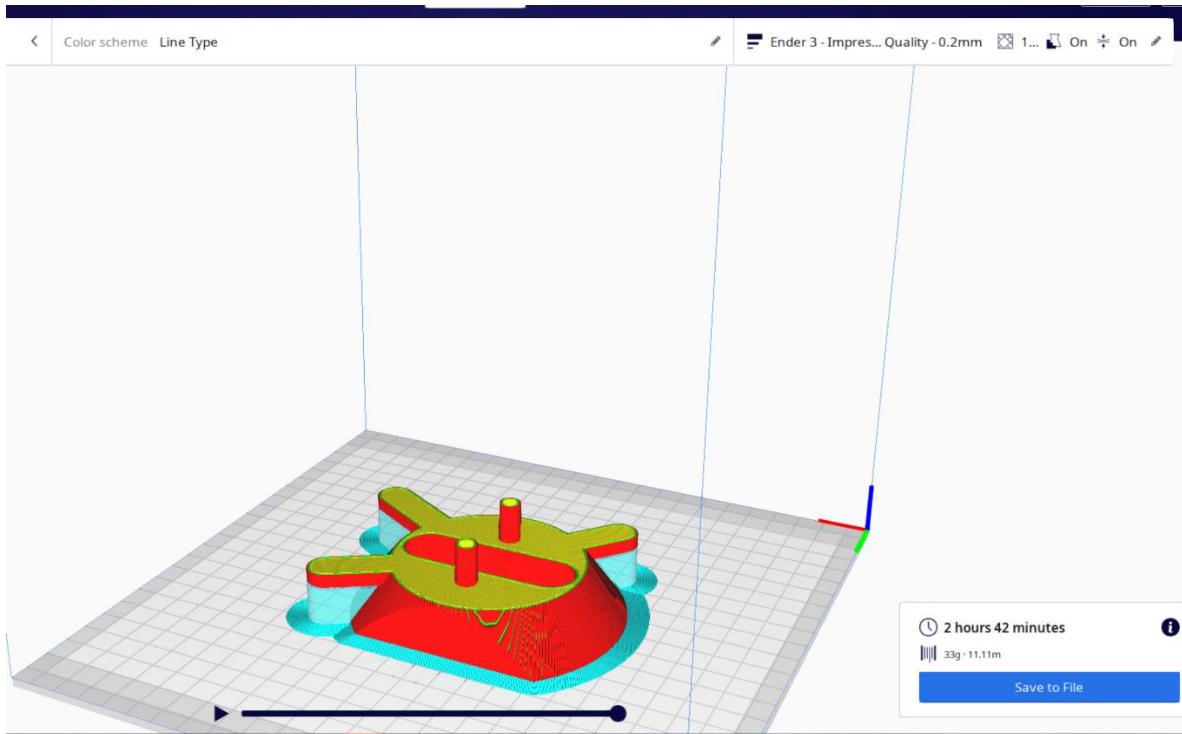 Color scheme Line Type
Ender 3 - Impres... Quality - 0.2mm 1... On On
2 hours 42 minutes
33g · 11.11m
Save to File